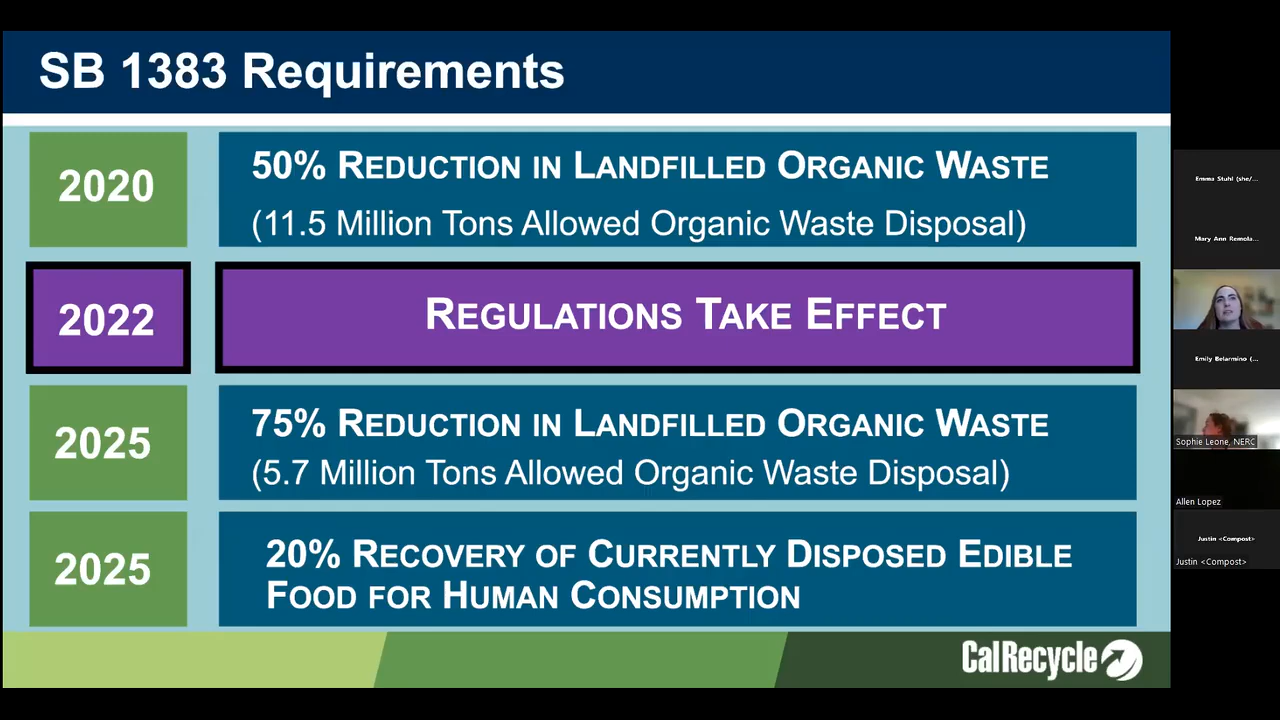 SB 1383 Requirements
2020
50% REDUCTION IN LANDFILLED ORGANIC WASTE
(11.5 Million Tons Allowed Organic Waste Disposal)
2022
REGULATIONS TAKE EFFECT
2025
75% REDUCTION IN LANDFILLED ORGANIC WASTE
(5.7 Million Tons Allowed Organic Waste Disposal)
2025
20% RECOVERY OF CURRENTLY DISPOSED EDIBLE
FOOD FOR HUMAN CONSUMPTION
CalRecycle
Emma Stuhl (she/...
Mary Ann Remola...
Emily Belarmino (...
Sophie Leone, NERC
Allen Lopez
Justin <Compost>
Justin <Compost>